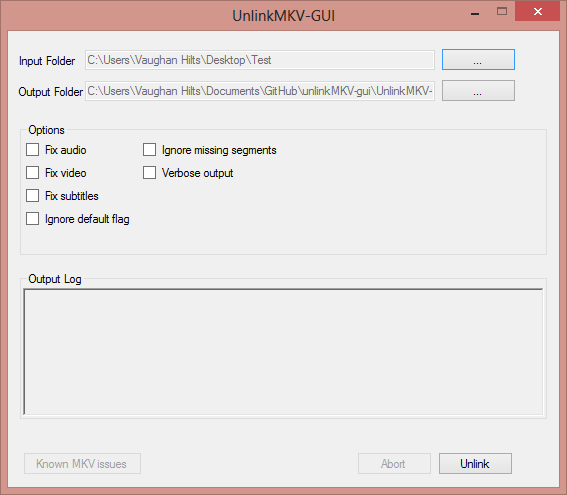 UnlinkMKV-GUI
Input Folder C:\Users\Vaughan Hilts\Desktop\Test ...
Output Folder C:\Users\Vaughan Hilts\Documents\GitHub\unlinkMKV-gui\UnlinkMKV- ...
Options
Fix audio Ignore missing segments
Fix video Verbose output
Fix subtitles
Ignore default flag
Output Log
Known MKV issues Abort Unlink